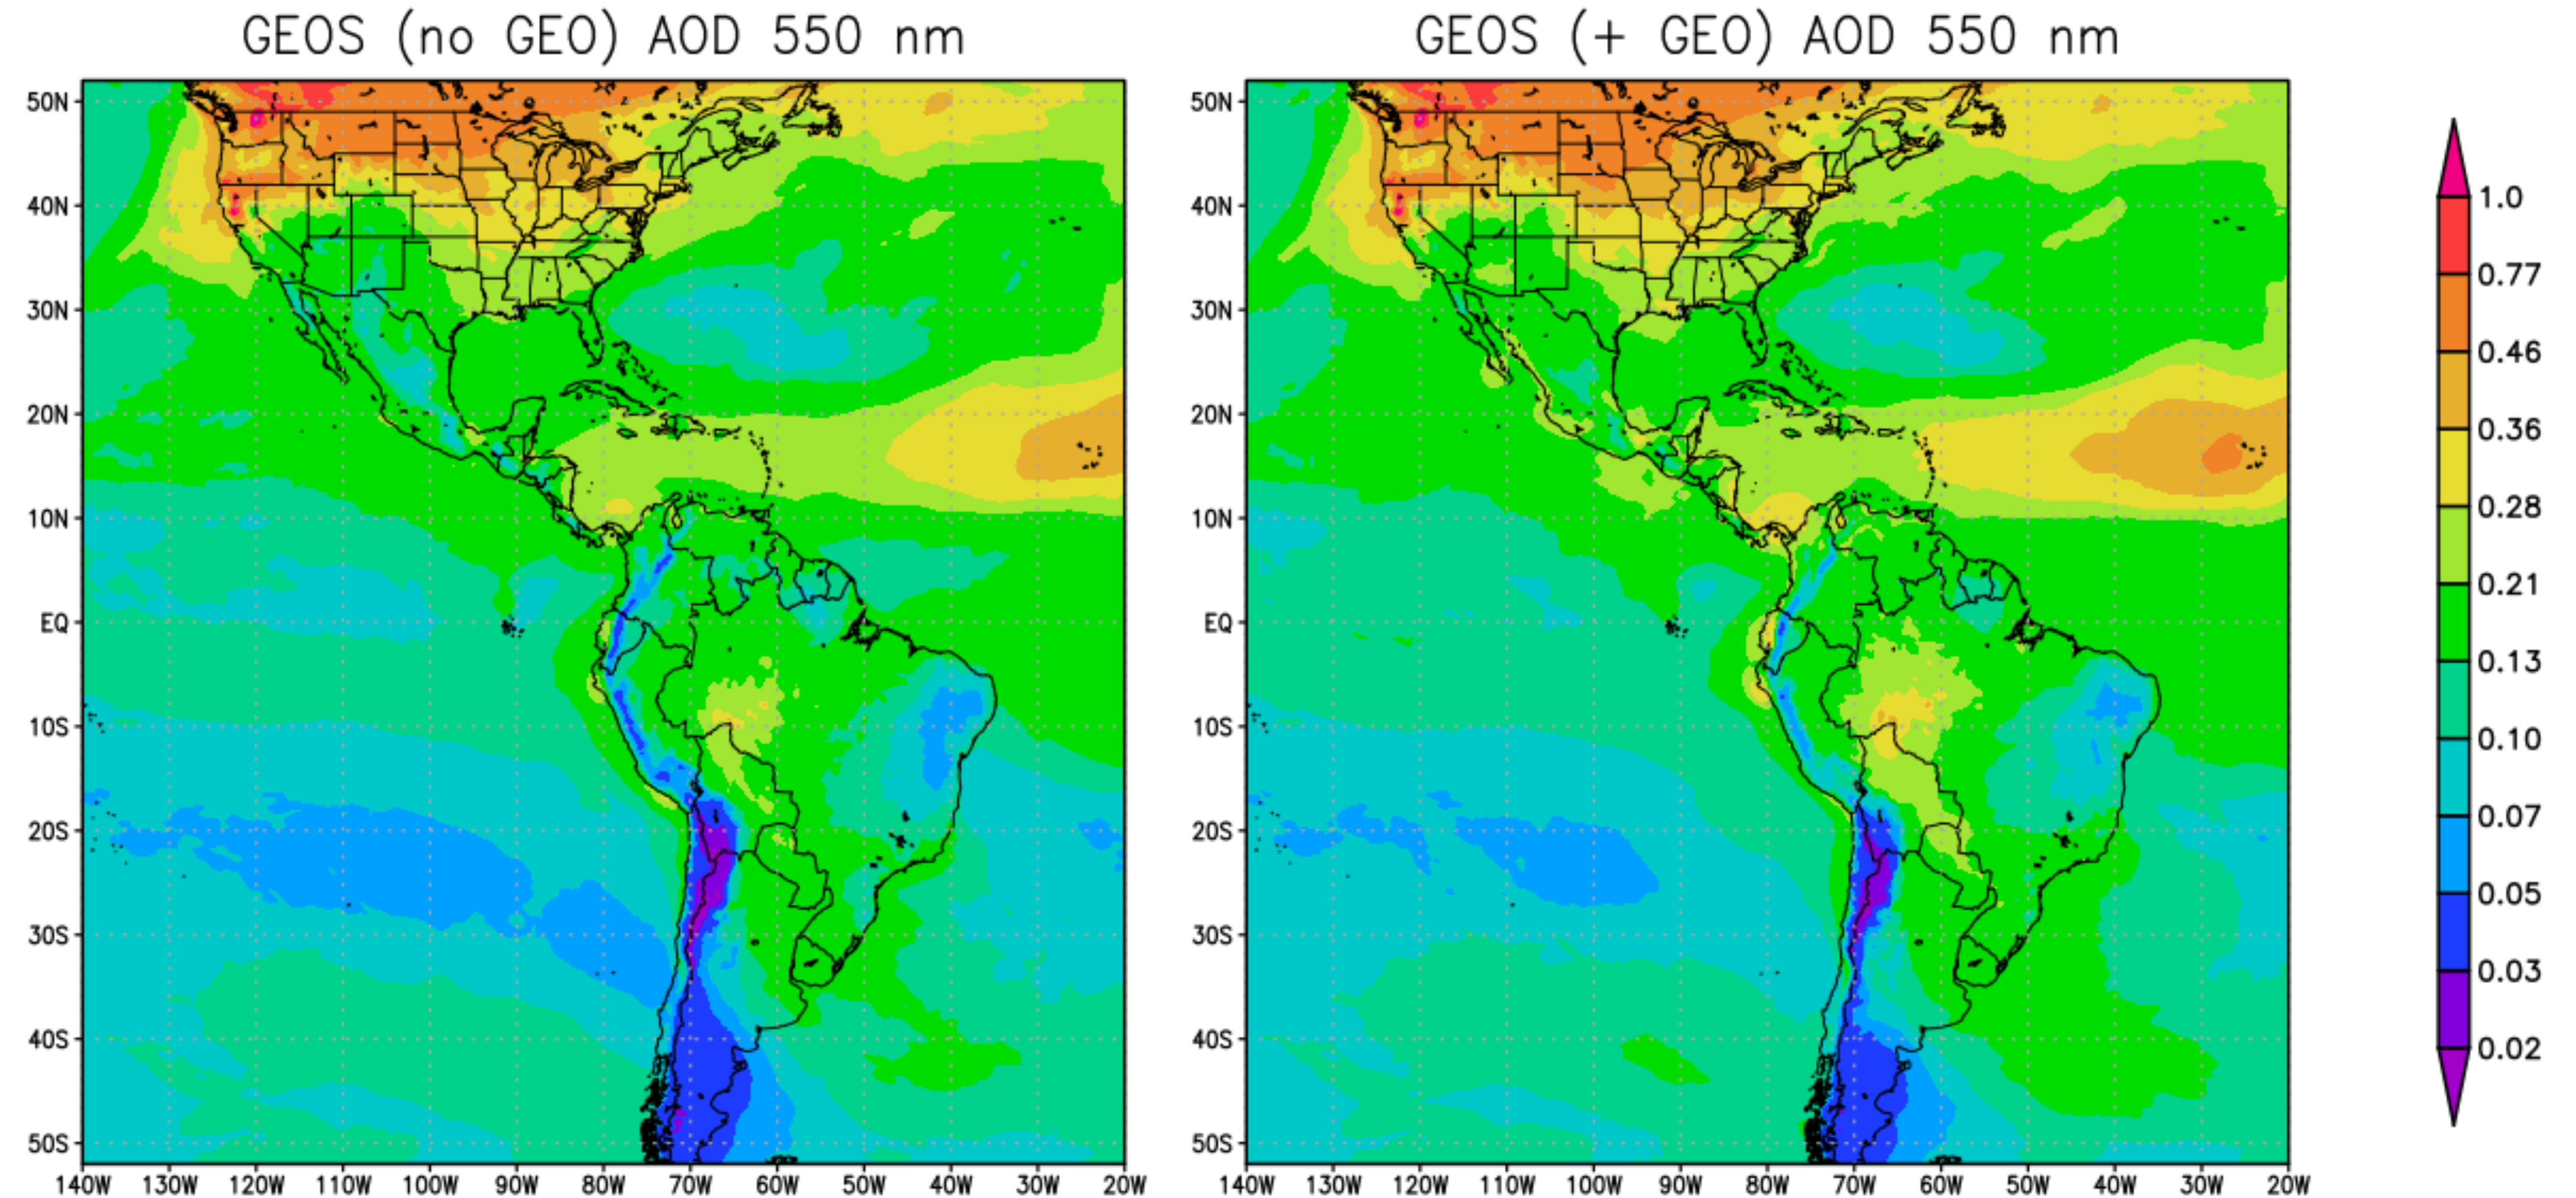 GEOS (no GEO) AOD 550 nm
50N
40N
30N
20N
10N
EQ
10S
20S
30S
40S
50S
140W 130W 120W 110W 100W 90W 80W 70W 60W 50W 40W 30W 20W
GEOS (+ GEO) AOD 550 nm
50N
40N
30N
20N
10N
EQ
10S
20S
30S
40S
50S
140W 130W 120W 110W 100W 90W 80W 70W 60W 50W 40W 30W 20W
1.0
0.77
0.46
0.36
0.28
0.21
0.13
0.10
0.07
0.05
0.03
0.02